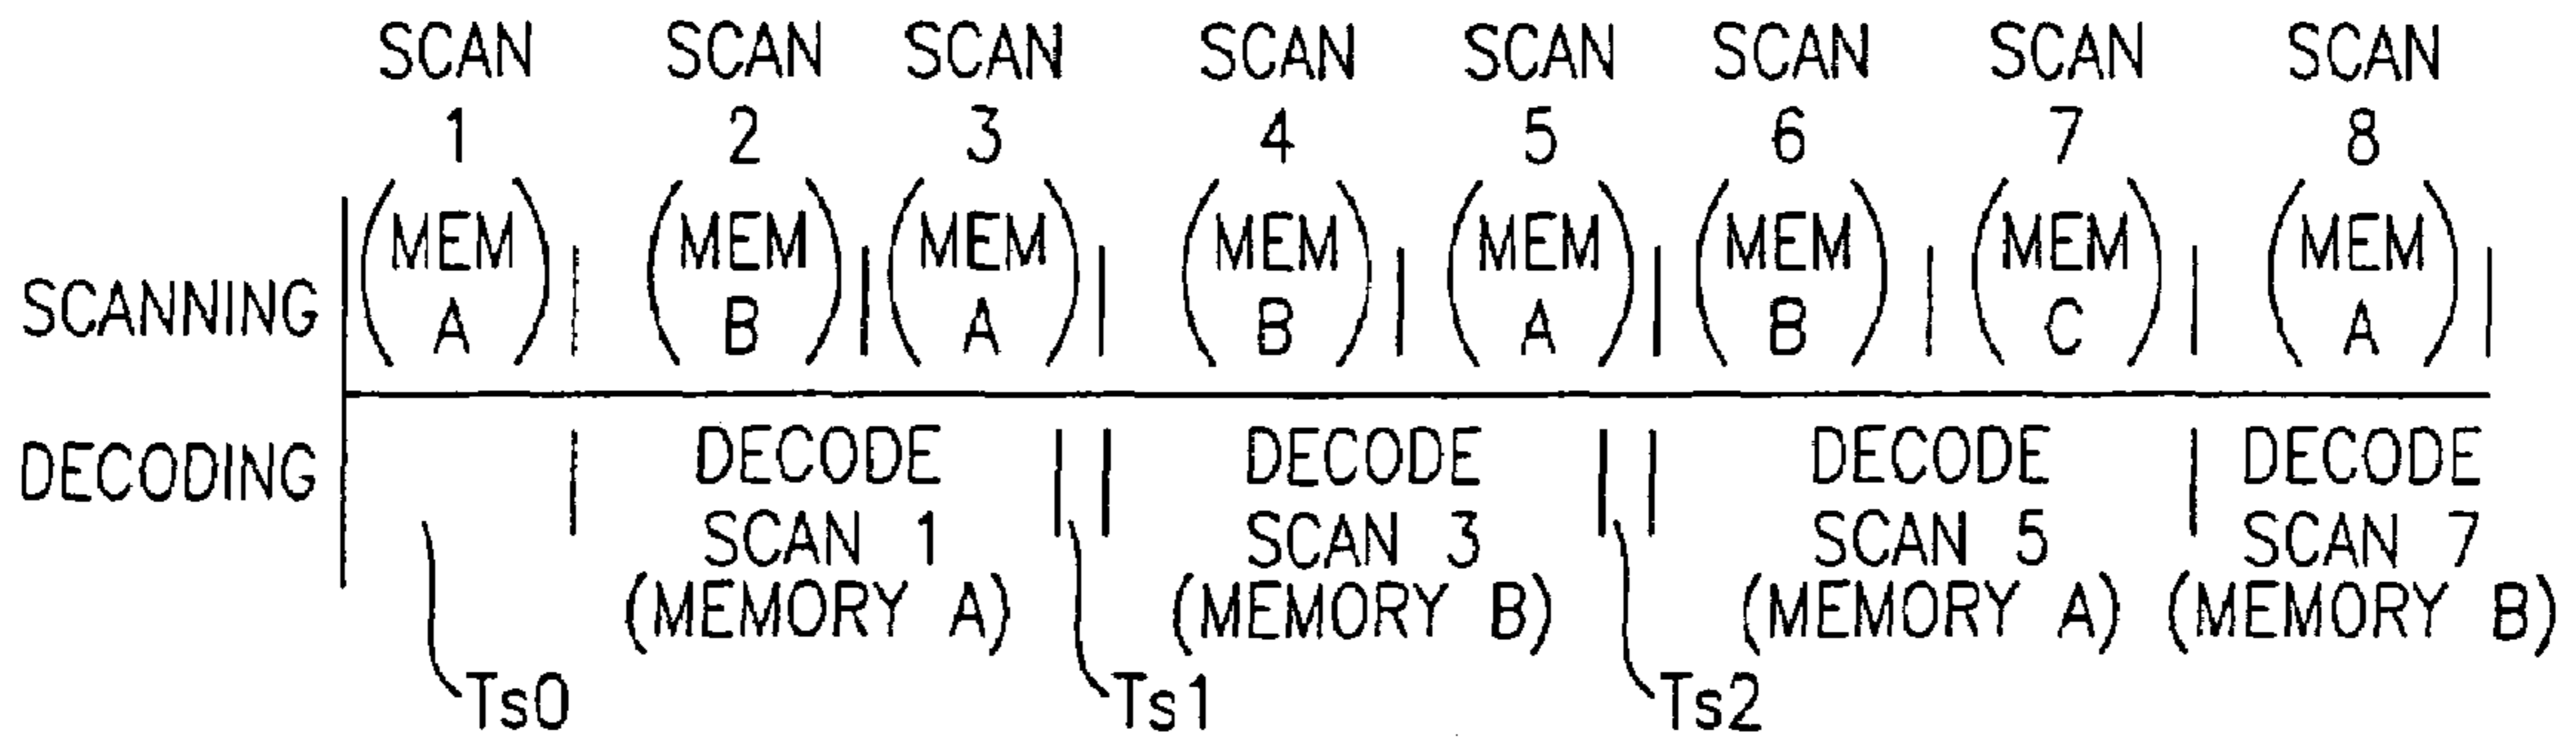 SCAN SCAN SCAN SCAN SCAN SCAN SCAN SCAN
1 2 3 4 5 6 7 8
(MEM (MEM (MEM (MEM (MEM (MEM (MEM (MEM
A) B) A) B) A) B) C) A)
SCANNING
DECODING
DECODE DECODE DECODE DECODE
SCAN 1 SCAN 3 SCAN 5 SCAN 7
(MEMORY A) (MEMORY B) (MEMORY A) (MEMORY B)
Ts0 Ts1 Ts2